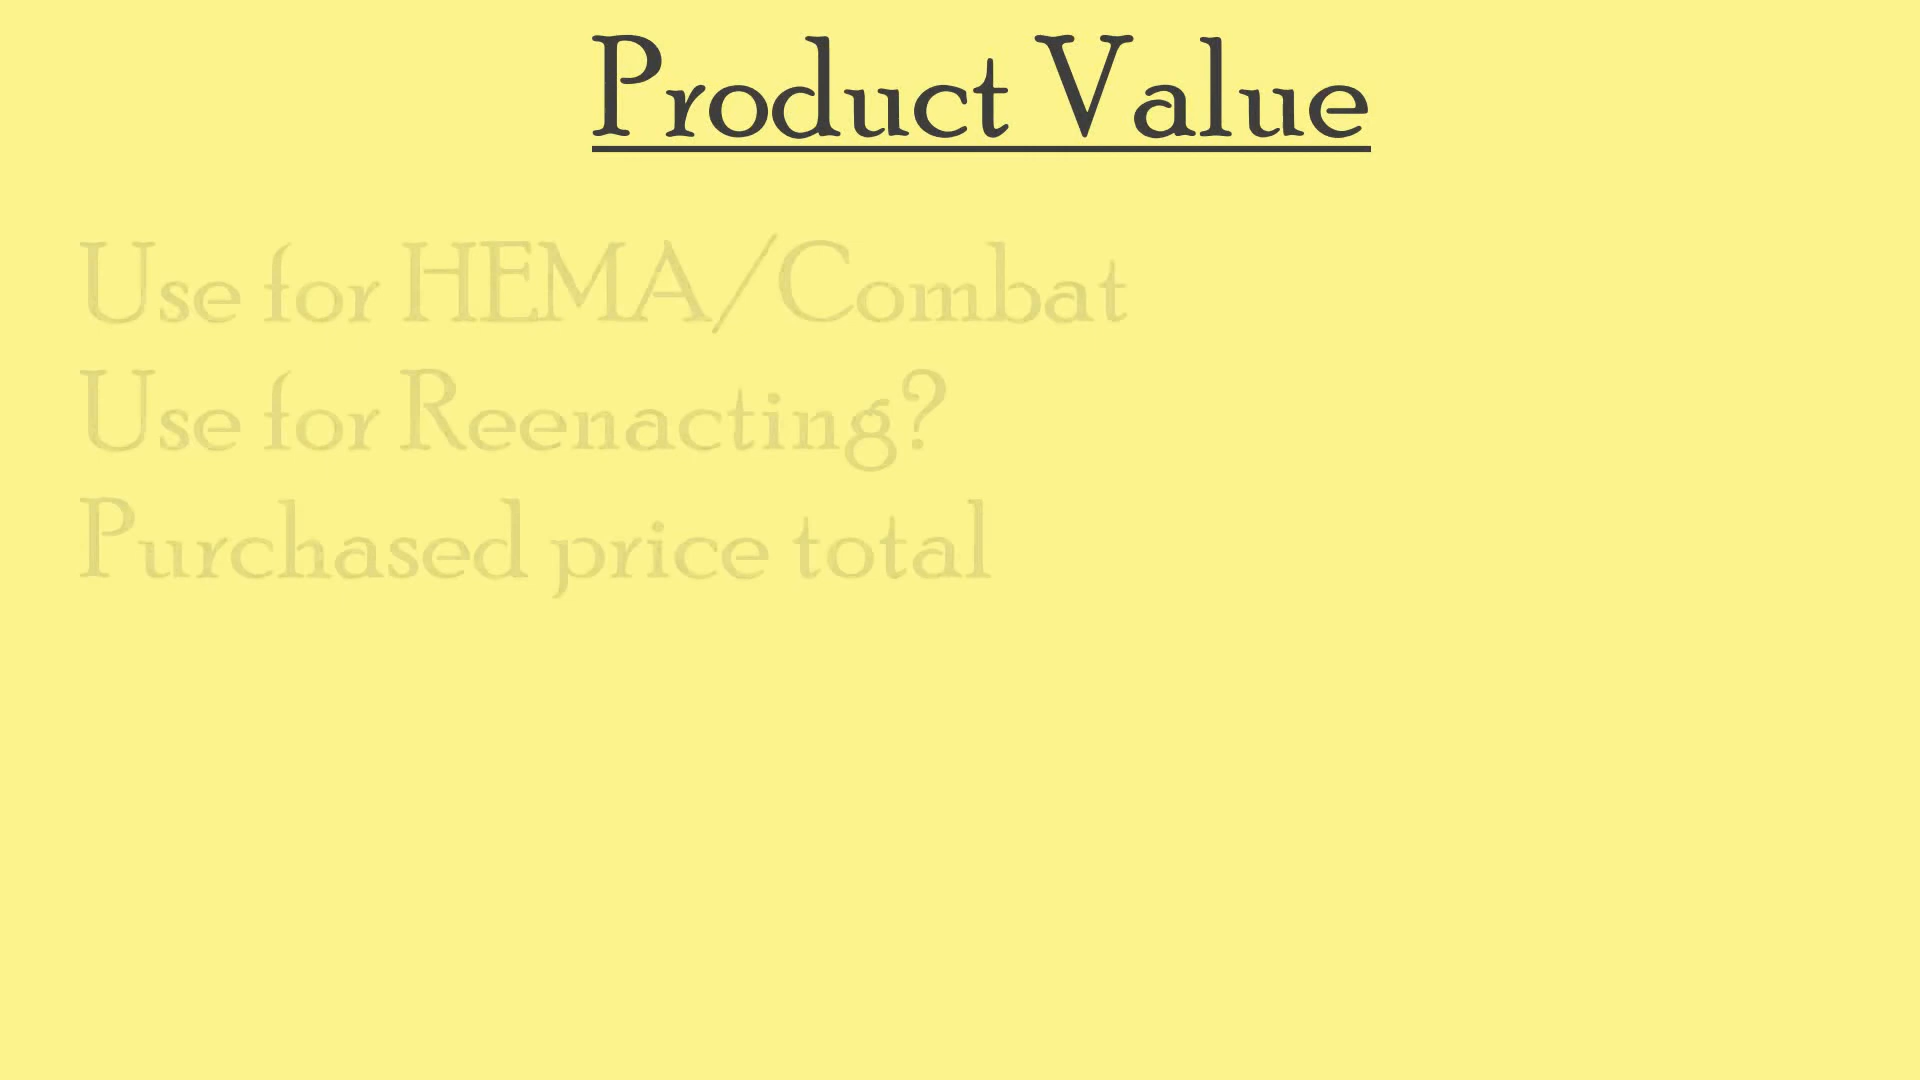 Product Value
Use for HEMA/Combat
Use for Reenacting?
Purchased price total